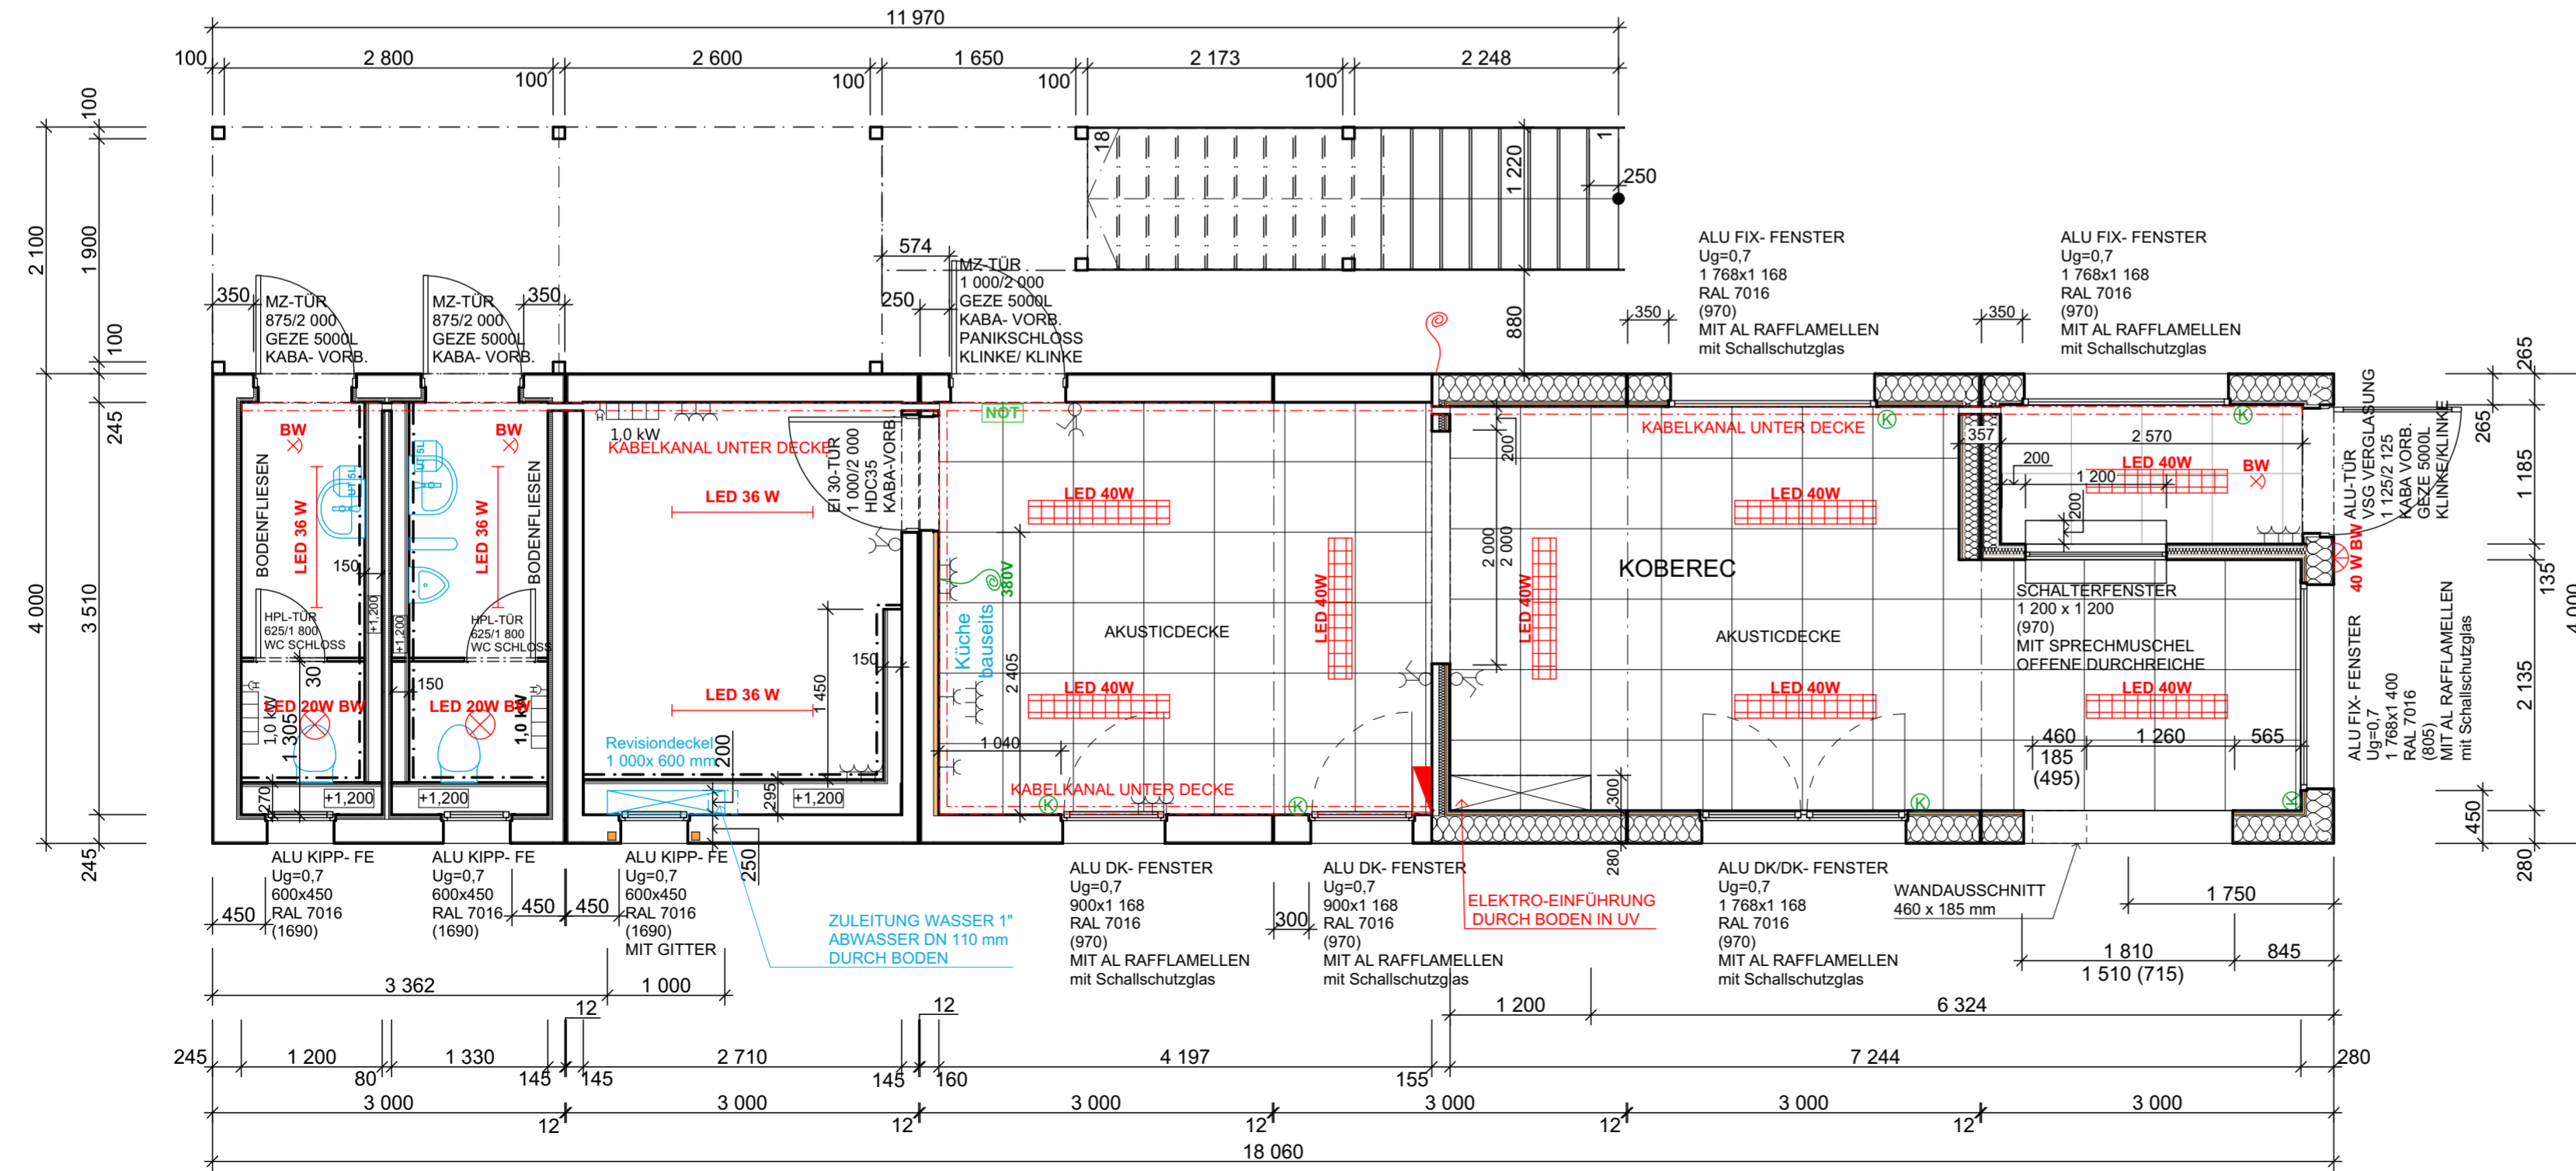 11 970
100
2 800
100
2 600
100
1 650
100
2 173
100
2 248
100
2 100
1 900
100
245
4 000
3 510
245
18
1 220
1
250
880
574
250
350
MZ-TÜR
875/2 000
GEZE 5000L
KABA- VORB.
MZ-TÜR
875/2 000
GEZE 5000L
KABA- VORB.
350
MZ-TÜR
1 000/2 000
GEZE 5000L
KABA- VORB.
PANIKSCHLOSS
KLINKE/ KLINKE
ALU FIX- FENSTER
Ug=0,7
1 768x1 168
RAL 7016
(970)
MIT AL RAFFLAMELLEN
mit Schallschutzglas
350
ALU FIX- FENSTER
Ug=0,7
1 768x1 168
RAL 7016
(970)
MIT AL RAFFLAMELLEN
mit Schallschutzglas
350
265
265
1 185
135
4 000
2 135
450
280
ALU-TÜR
VSG VERGLASUNG
1 125/2 125
KABA VORB.
GEZE 5000L
KLINKE/KLINKE
40 W BW
ALU FIX- FENSTER
Ug=0,7
1 768x1 400
RAL 7016
(805)
MIT AL RAFFLAMELLEN
mit Schallschutzglas
BW
BODENFLIESEN
LED 36 W
UT 5L
150
HPL-TÜR
625/1 800
WC SCHLOSS
+1,200
30
LED 20W BW
1,0 kW
1 305
270
+1,200
BW
UT 5L
LED 36 W
BODENFLIESEN
HPL-TÜR
625/1 800
WC SCHLOSS
+1,200
150
LED 20W BW
1,0 kW
+1,200
1,0 kW
KABELKANAL UNTER DECKE
LED 36 W
EI 30-TÜR
1 000/2 000
HDC35
KABA-VORB.
LED 36 W
1 450
150
Revisiondeckel
1 000x 600 mm
200
295
+1,200
250
NOT
LED 40W
380V
Küche
bauseits
2 405
AKUSTICDECKE
LED 40W
LED 40W
1 040
KABELKANAL UNTER DECKE
K
K
200
2 000
2 000
LED 40W
KABELKANAL UNTER DECKE
K
LED 40W
KOBEREC
AKUSTICDECKE
LED 40W
300
280
K
357
2 570
K
200
1 200
LED 40W
BW
200
SCHALTERFENSTER
1 200 x 1 200
(970)
MIT SPRECHMUSCHEL
OFFENE DURCHREICHE
LED 40W
460
185
(495)
1 260
565
K
ALU KIPP- FE
Ug=0,7
600x450
RAL 7016
(1690)
450
ALU KIPP- FE
Ug=0,7
600x450
RAL 7016
(1690)
450
450
ALU KIPP- FE
Ug=0,7
600x450
RAL 7016
(1690)
MIT GITTER
ZULEITUNG WASSER 1"
ABWASSER DN 110 mm
DURCH BODEN
ALU DK- FENSTER
Ug=0,7
900x1 168
RAL 7016
(970)
MIT AL RAFFLAMELLEN
mit Schallschutzglas
300
ALU DK- FENSTER
Ug=0,7
900x1 168
RAL 7016
(970)
MIT AL RAFFLAMELLEN
mit Schallschutzglas
ELEKTRO-EINFÜHRUNG
DURCH BODEN IN UV
ALU DK/DK- FENSTER
Ug=0,7
1 768x1 168
RAL 7016
(970)
MIT AL RAFFLAMELLEN
mit Schallschutzglas
WANDAUSSCHNITT
460 x 185 mm
1 750
1 810
1 510 (715)
845
3 362
1 000
1 200
6 324
245
1 200
80
1 330
145
12
145
2 710
145
12
160
4 197
155
7 244
280
3 000
12
3 000
12
3 000
12
3 000
12
3 000
12
3 000
18 060